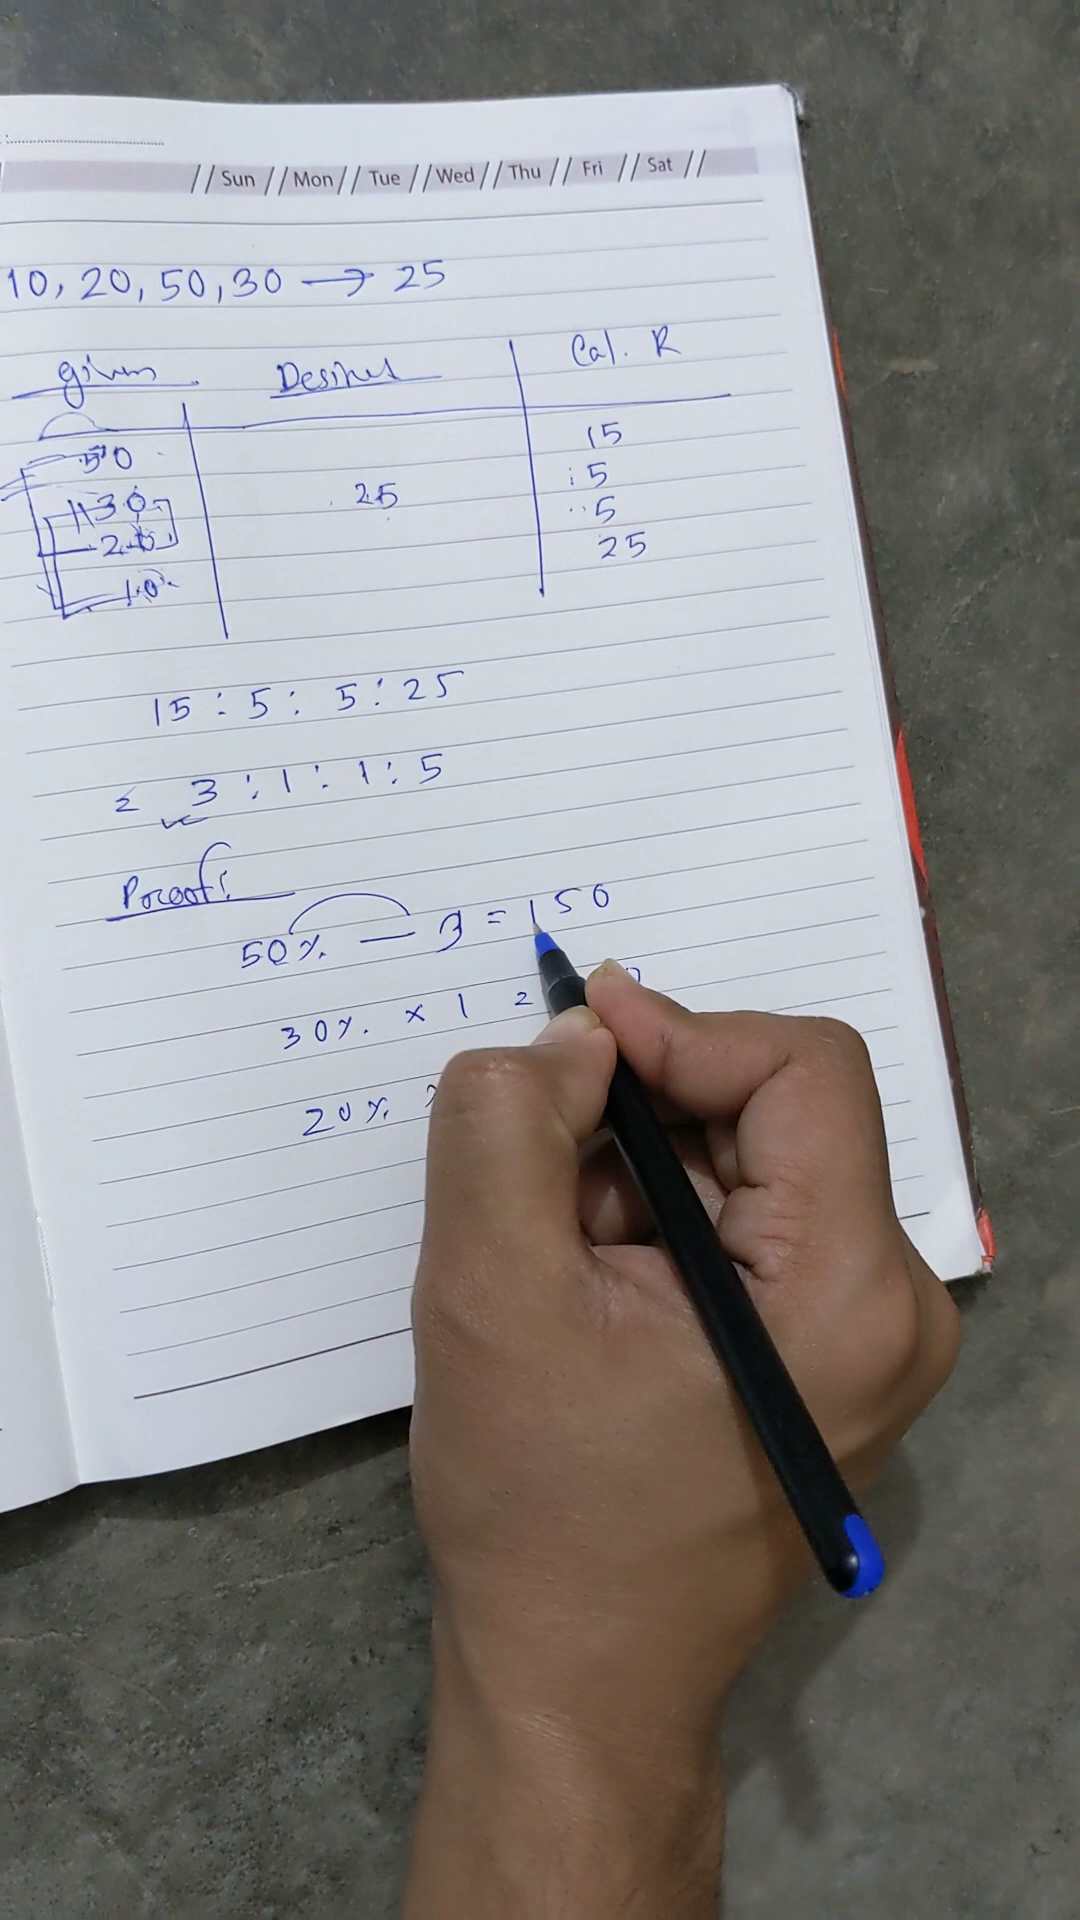 // Sun // Mon // Tue // Wed // Thu // Fri // Sat //
10, 20, 50, 30 → 25
given Desired Cal. R
50 15
30 25 : 5
20 5
10 25
15 : 5 : 5 : 25
= 3 : 1 : 1 : 5
Proof:
50% — 3 = 150
30% × 1 =
20% ×